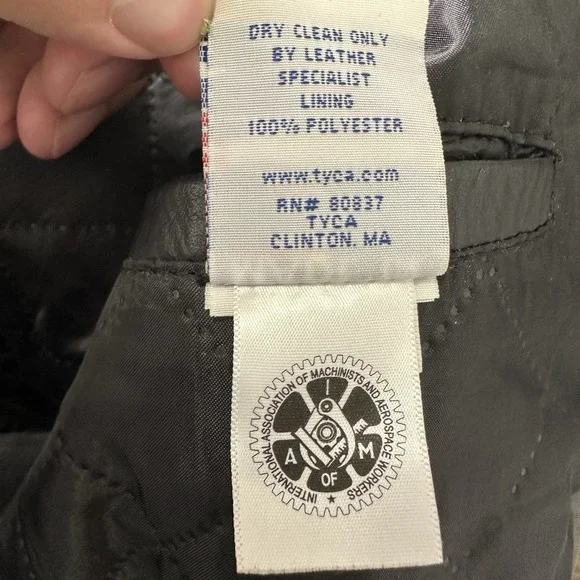 DRY CLEAN ONLY
BY LEATHER
SPECIALIST
LINING
100% POLYESTER
www.tyca.com
RN# 80837
TYCA
CLINTON, MA
INTERNATIONAL ASSOCIATION OF MACHINISTS AND AEROSPACE WORKERS
I
A M
OF